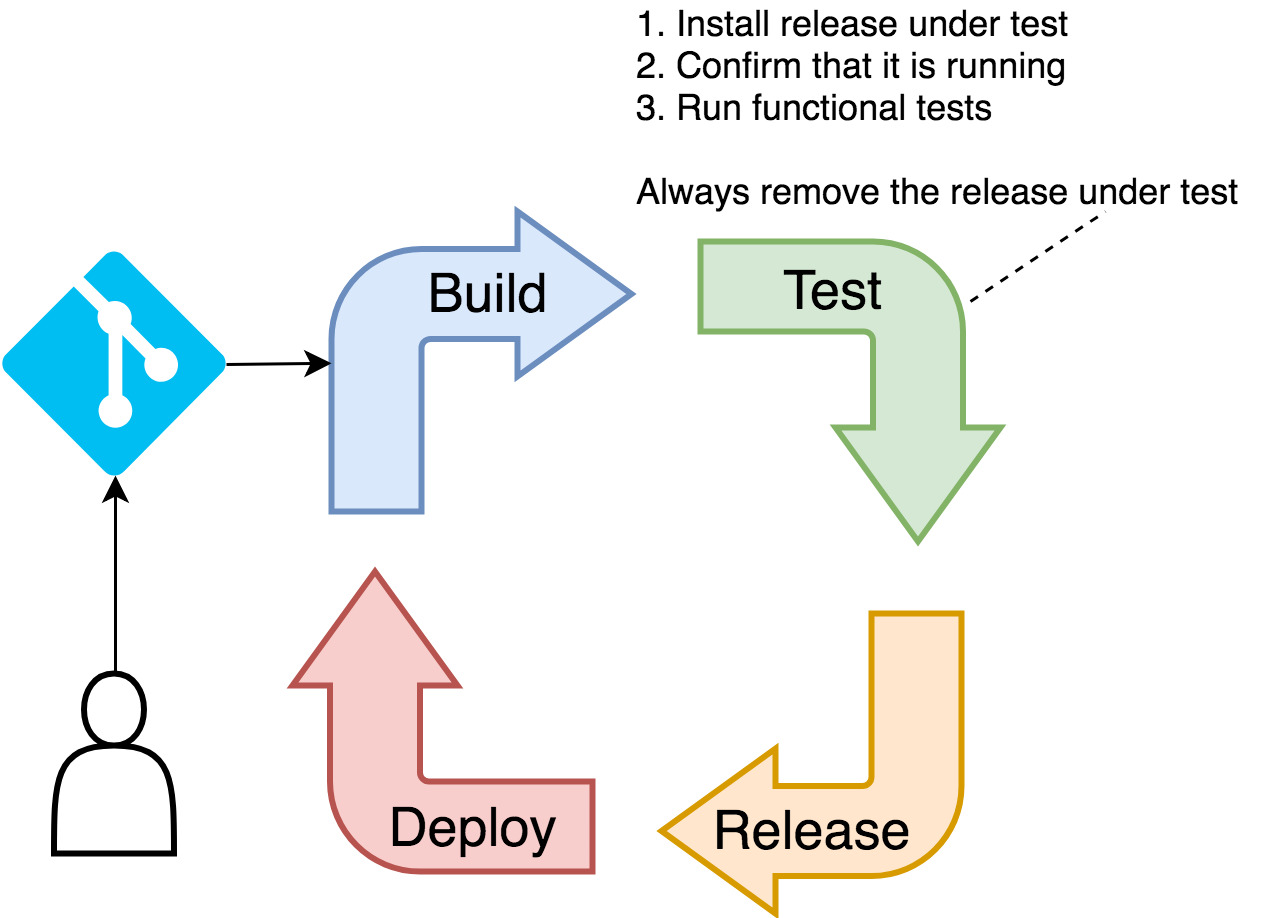 1. Install release under test
2. Confirm that it is running
3. Run functional tests
Always remove the release under test
Build
Test
Deploy
Release